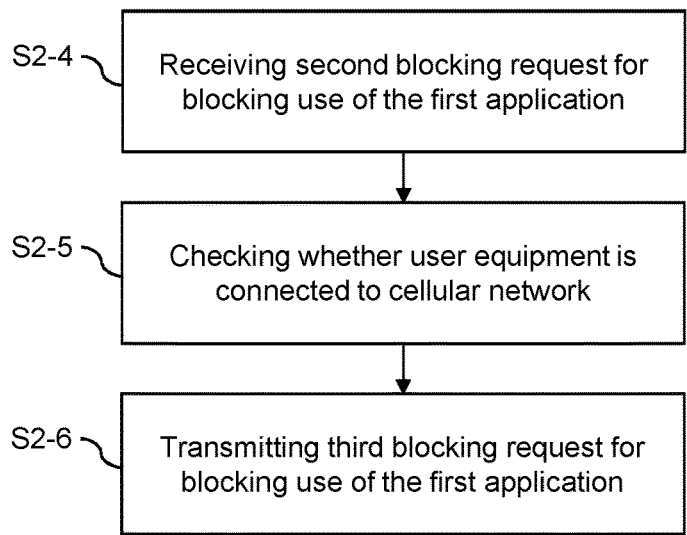 S2-4
Receiving second blocking request for
blocking use of the first application
S2-5
Checking whether user equipment is
connected to cellular network
S2-6
Transmitting third blocking request for
blocking use of the first application